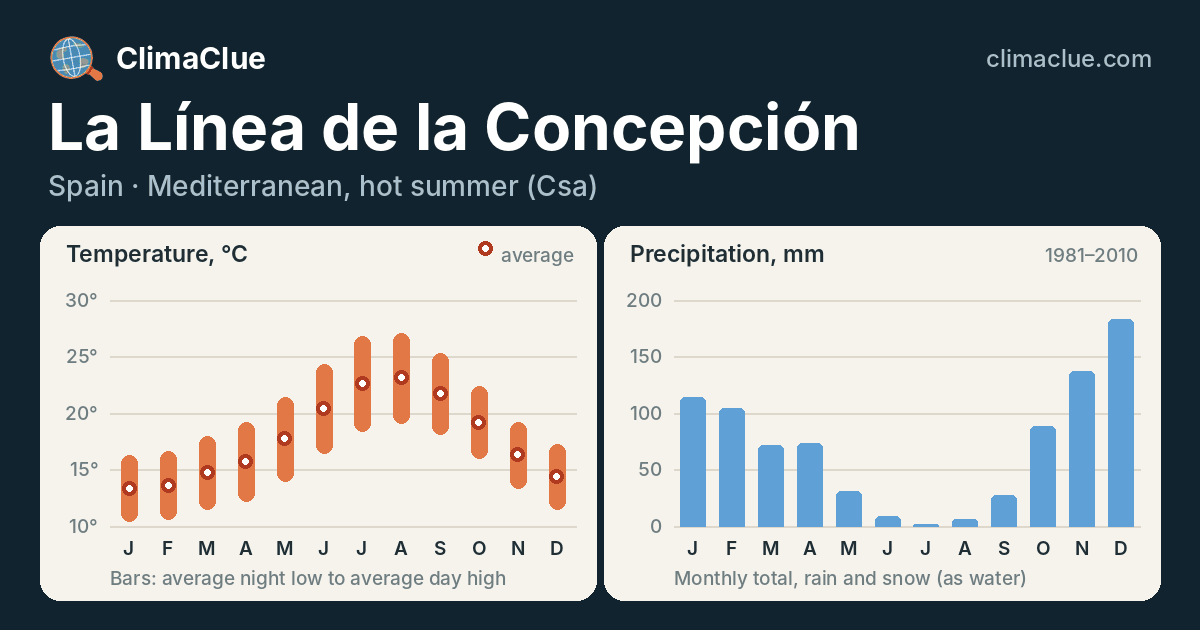 ClimaClue
climaclue.com
La Línea de la Concepción
Spain · Mediterranean, hot summer (Csa)
Temperature, °C
average
30°
25°
20°
15°
10°
J F M A M J J A S O N D
Bars: average night low to average day high
Precipitation, mm
1981–2010
200
150
100
50
0
J F M A M J J A S O N D
Monthly total, rain and snow (as water)